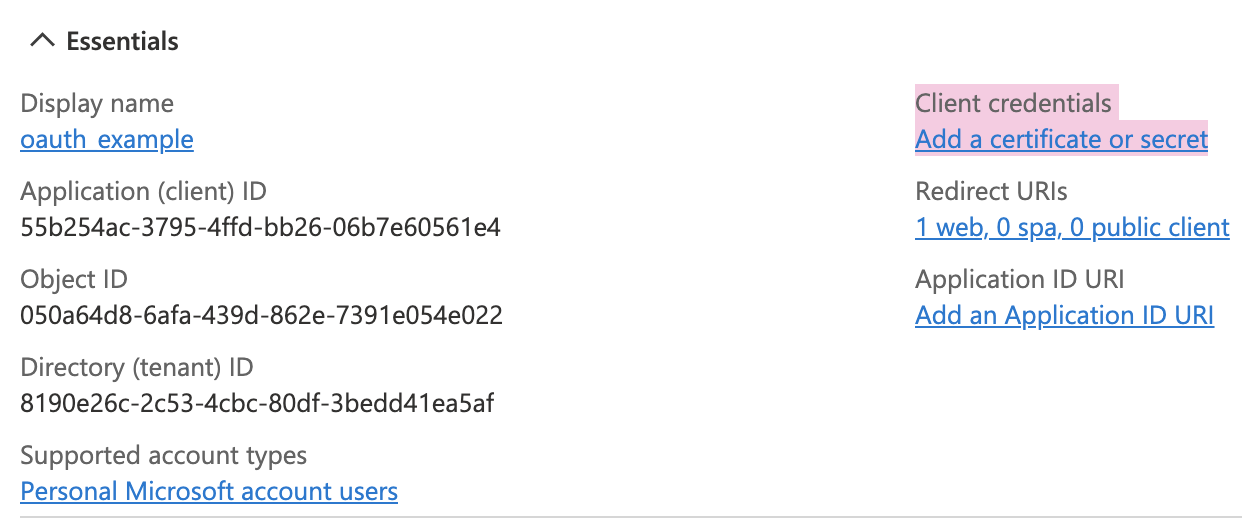 Essentials
Display name
oauth_example
Application (client) ID
55b254ac-3795-4ffd-bb26-06b7e60561e4
Object ID
050a64d8-6afa-439d-862e-7391e054e022
Directory (tenant) ID
8190e26c-2c53-4cbc-80df-3bedd41ea5af
Supported account types
Personal Microsoft account users
Client credentials
Add a certificate or secret
Redirect URIs
1 web, 0 spa, 0 public client
Application ID URI
Add an Application ID URI